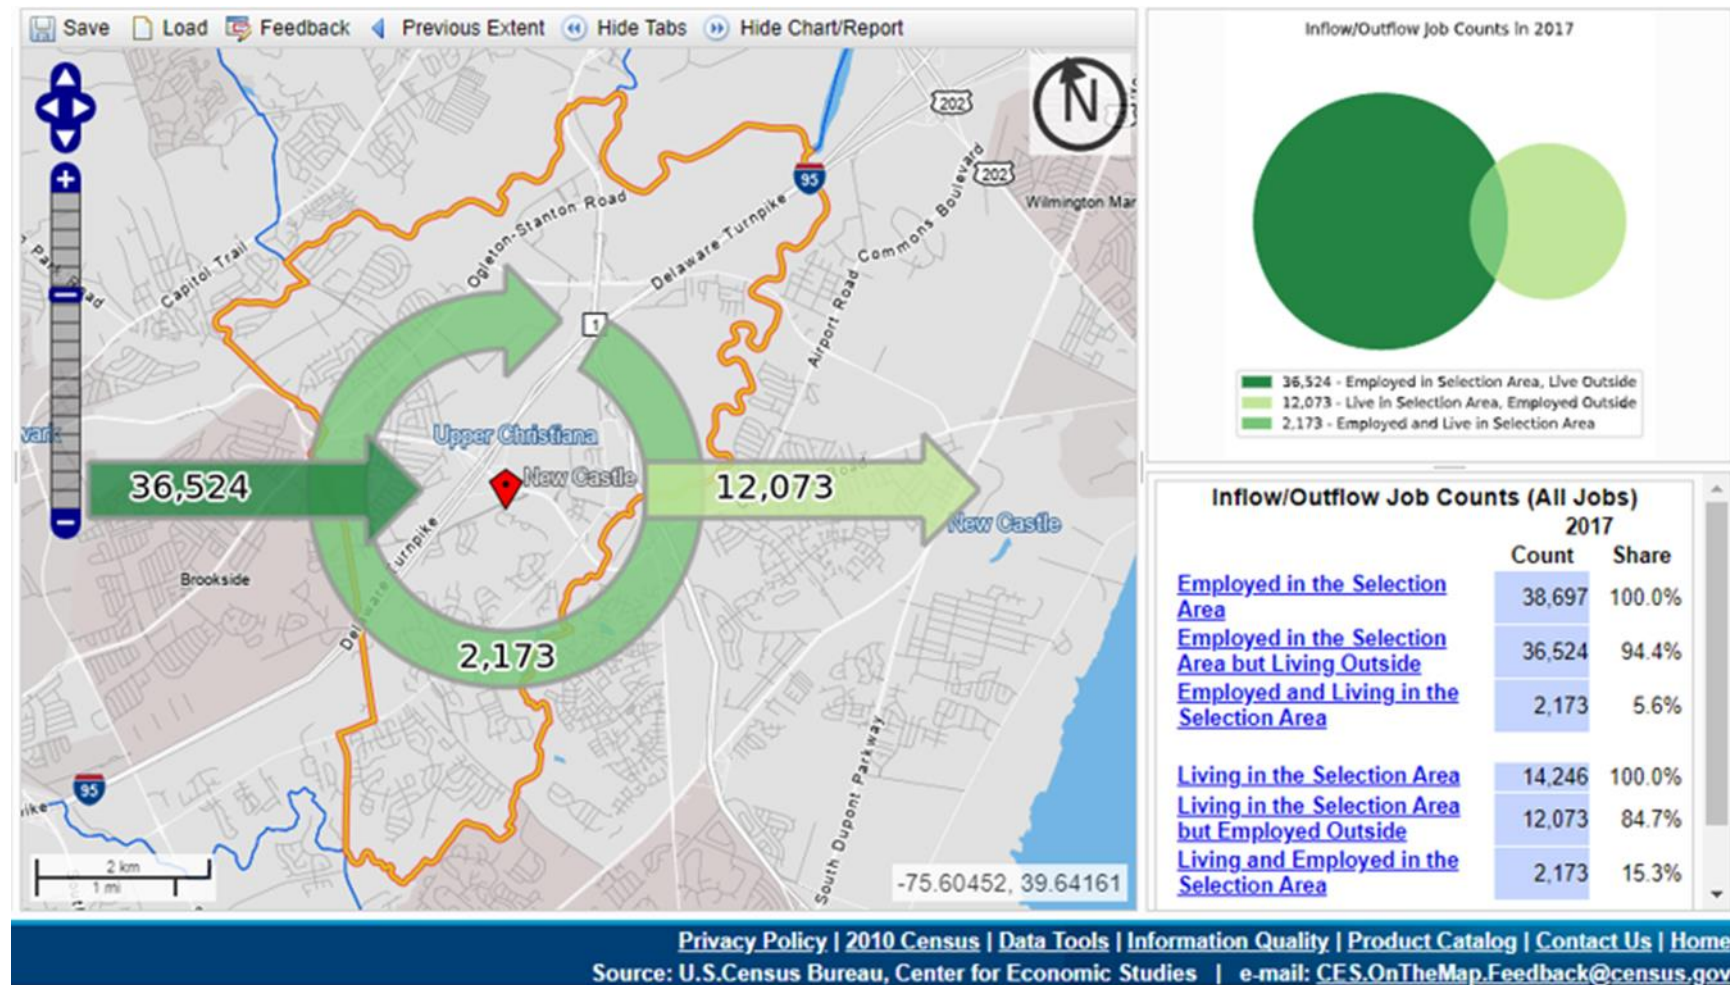 Save Load Feedback Previous Extent Hide Tabs Hide Chart/Report
N
202
202
95
Wilmington Mar
Ogleton-Stanton Road
Delaware Turnpike
Airport Road Commons Boulevard
Capitol Trail
Road
1
Upper Christiana
New Castle
36,524
12,073
New Castle
Brookside
Turnpike
2,173
95
South Dupont Parkway
2 km
1 mi
-75.60452, 39.64161
Inflow/Outflow Job Counts in 2017
36,524 - Employed in Selection Area, Live Outside
12,073 - Live in Selection Area, Employed Outside
2,173 - Employed and Live in Selection Area
Inflow/Outflow Job Counts (All Jobs)
2017
Count Share
Employed in the Selection
Area 38,697 100.0%
Employed in the Selection
Area but Living Outside 36,524 94.4%
Employed and Living in the
Selection Area 2,173 5.6%
Living in the Selection Area 14,246 100.0%
Living in the Selection Area
but Employed Outside 12,073 84.7%
Living and Employed in the
Selection Area 2,173 15.3%
Privacy Policy | 2010 Census | Data Tools | Information Quality | Product Catalog | Contact Us | Home
Source: U.S.Census Bureau, Center for Economic Studies | e-mail: CES.OnTheMap.Feedback@census.gov